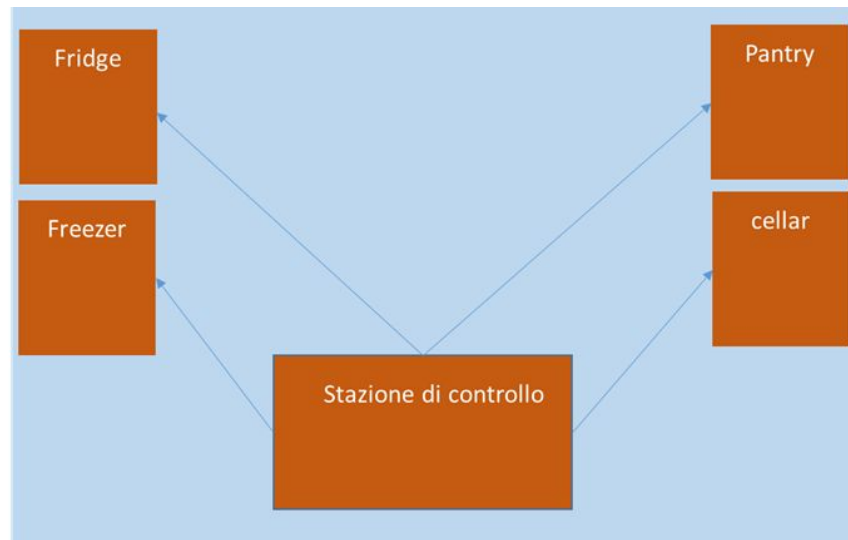 Fridge
Pantry
Freezer
cellar
Stazione di controllo